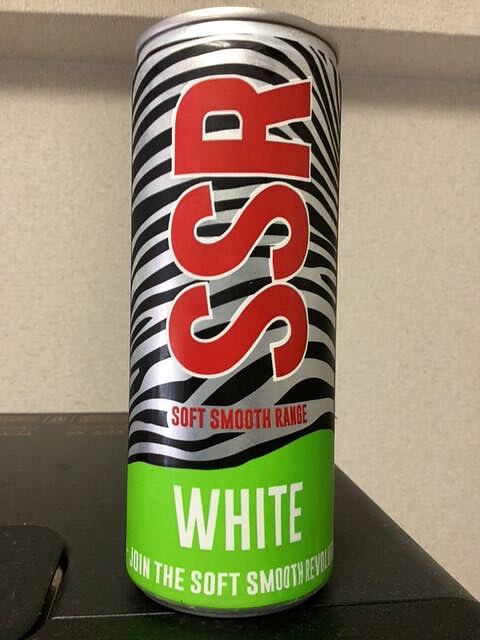 SSR
SOFT SMOOTH RANGE
WHITE
JOIN THE SOFT SMOOTH